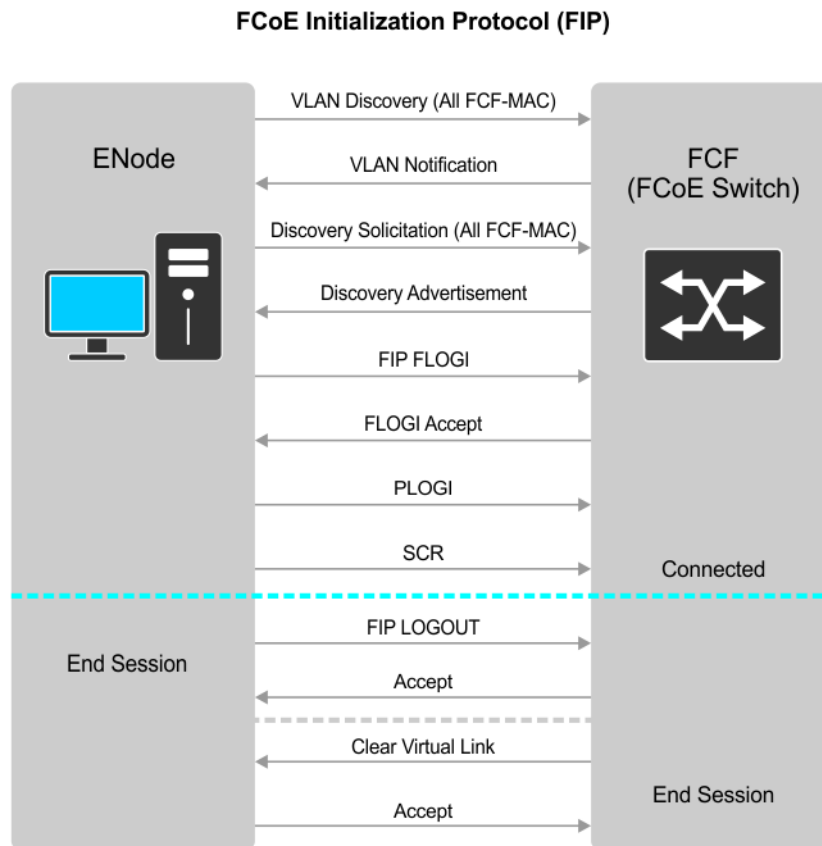 FCoE Initialization Protocol (FIP)
VLAN Discovery (All FCF-MAC)
ENode
VLAN Notification
FCF
(FCoE Switch)
Discovery Solicitation (All FCF-MAC)
Discovery Advertisement
FIP FLOGI
FLOGI Accept
PLOGI
SCR
Connected
FIP LOGOUT
End Session
Accept
Clear Virtual Link
End Session
Accept